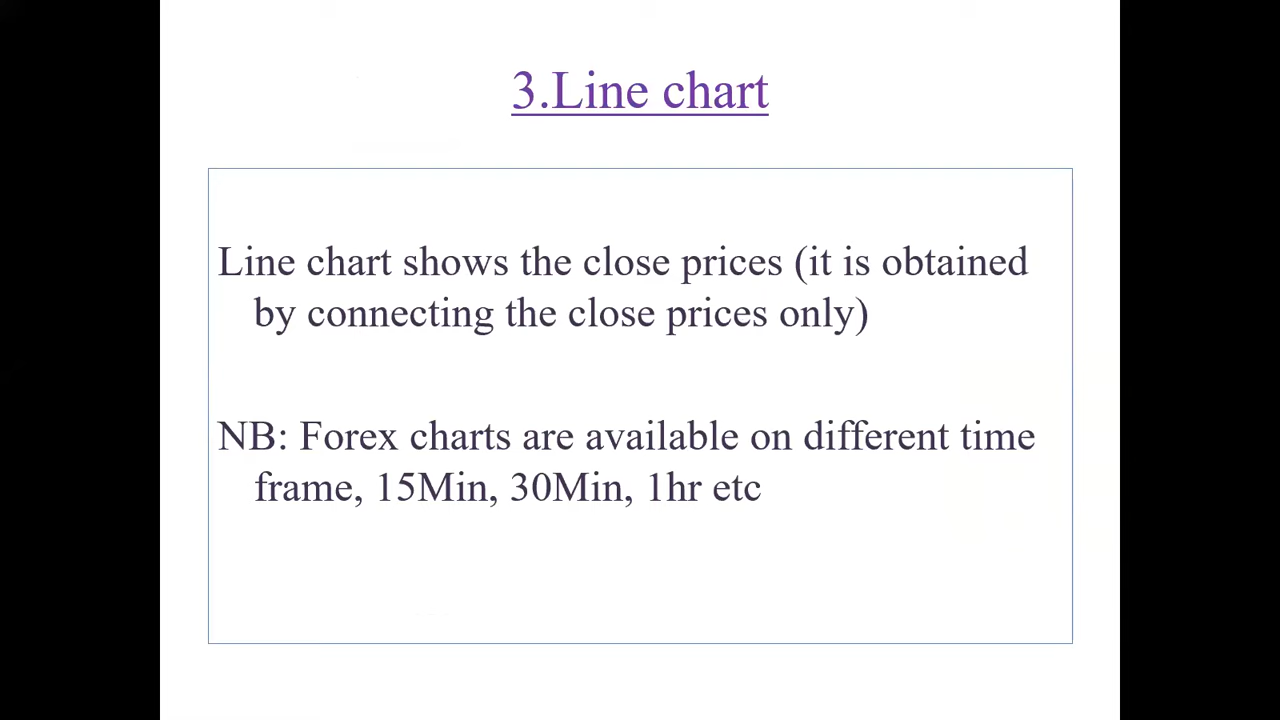 3.Line chart
Line chart shows the close prices (it is obtained
by connecting the close prices only)
NB: Forex charts are available on different time
frame, 15Min, 30Min, 1hr etc